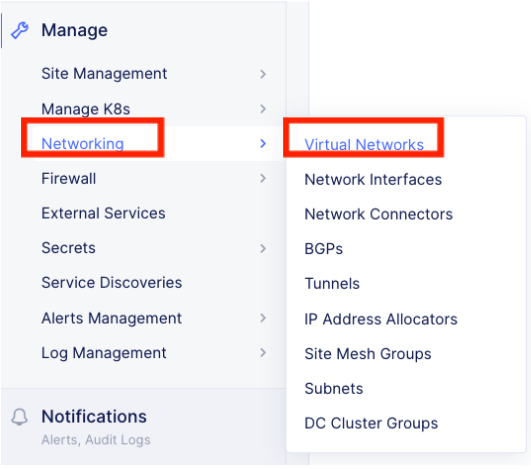 Manage
Site Management
Manage K8s
Networking
Firewall
External Services
Secrets
Service Discoveries
Alerts Management
Log Management
Notifications
Alerts, Audit Logs
Virtual Networks
Network Interfaces
Network Connectors
BGPs
Tunnels
IP Address Allocators
Site Mesh Groups
Subnets
DC Cluster Groups